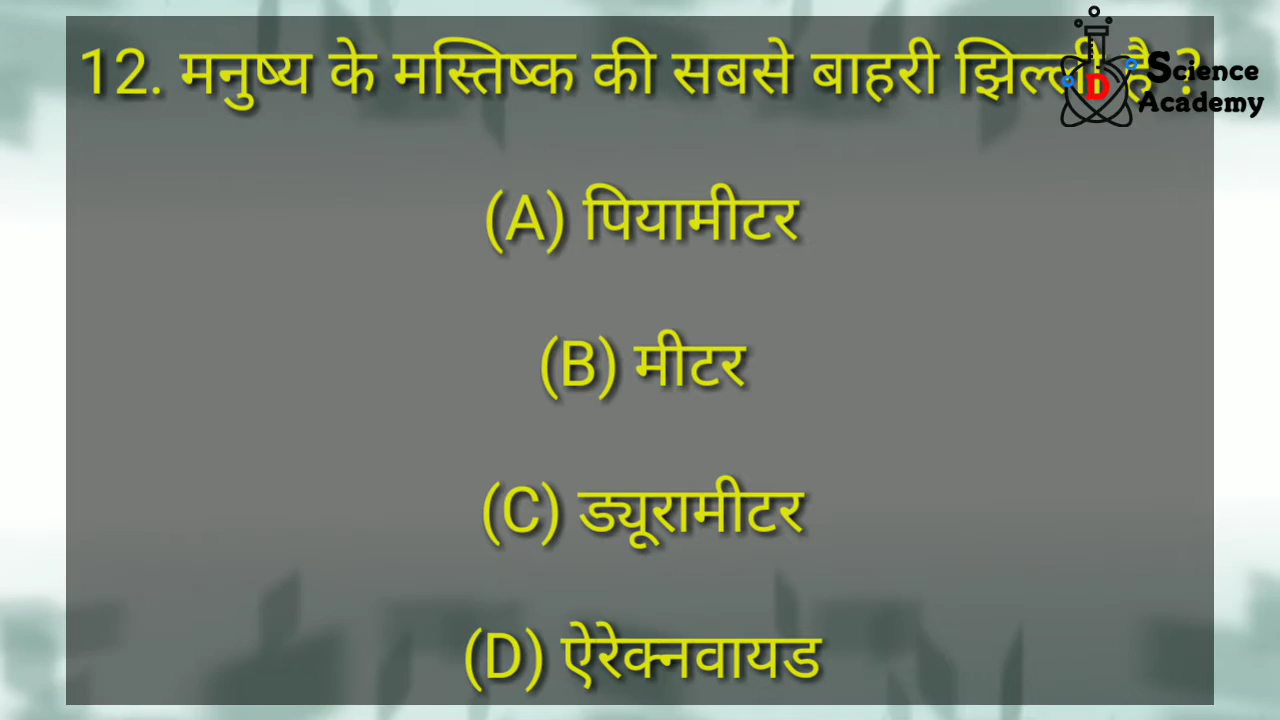 12. मनुष्य के मस्तिष्क की सबसे बाहरी झिल्ली है ?
D Science
Academy
(A) पियामीटर
(B) मीटर
(C) ड्यूरामीटर
(D) ऐरेक्नवायड